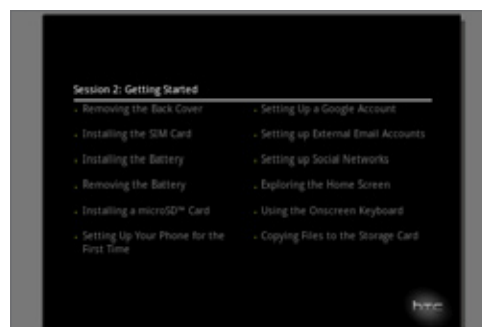 Session 2: Getting Started
Removing the Back Cover
Installing the SIM Card
Installing the Battery
Removing the Battery
Installing a microSD™ Card
Setting Up Your Phone for the
First Time
Setting Up a Google Account
Setting up External Email Accounts
Setting up Social Networks
Exploring the Home Screen
Using the Onscreen Keyboard
Copying Files to the Storage Card
htc